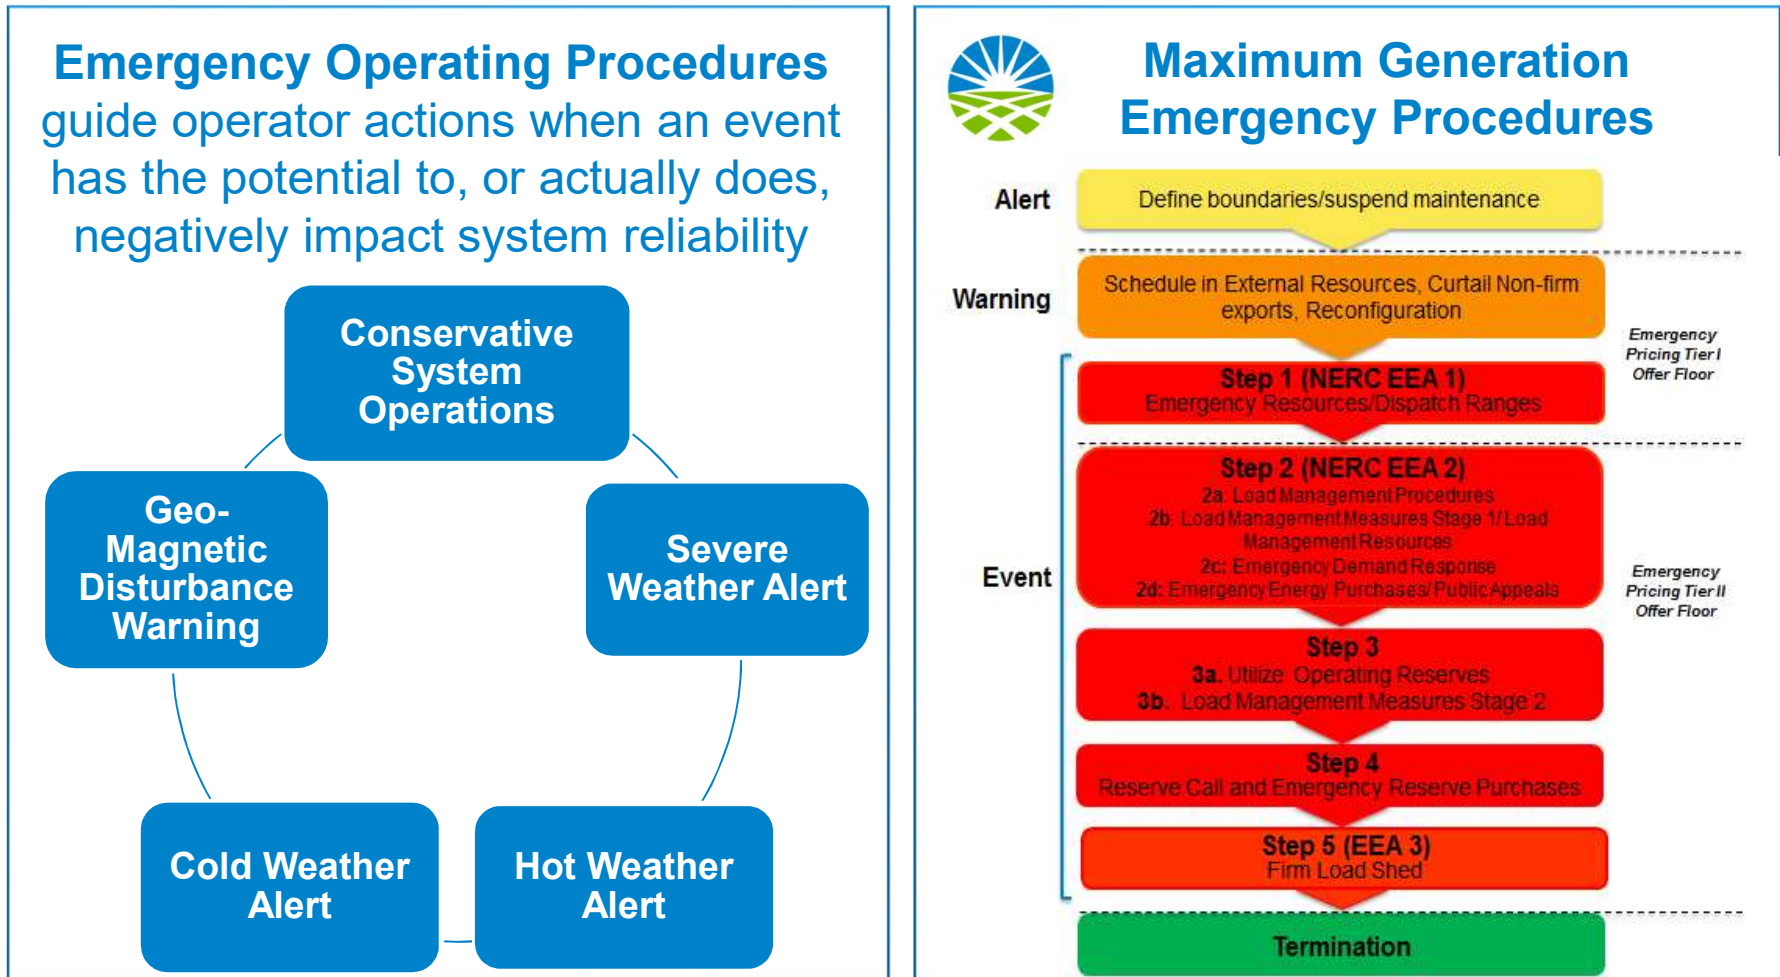 Emergency Operating Procedures
guide operator actions when an event
has the potential to, or actually does,
negatively impact system reliability
Conservative
System
Operations
Geo-
Magnetic
Disturbance
Warning
Severe
Weather Alert
Cold Weather
Alert
Hot Weather
Alert
Maximum Generation
Emergency Procedures
Alert
Define boundaries/suspend maintenance
Warning
Schedule in External Resources, Curtail Non-firm
exports, Reconfiguration
Emergency
Pricing Tier I
Offer Floor
Event
Step 1 (NERC EEA 1)
Emergency Resources/Dispatch Ranges
Step 2 (NERC EEA 2)
2a: Load Management Procedures
2b: Load Management Measures Stage 1/ Load
Management Resources
2c: Emergency Demand Response
2d: Emergency Energy Purchases/ Public Appeals
Emergency
Pricing Tier II
Offer Floor
Step 3
3a. Utilize Operating Reserves
3b. Load Management Measures Stage 2
Step 4
Reserve Call and Emergency Reserve Purchases
Step 5 (EEA 3)
Firm Load Shed
Termination